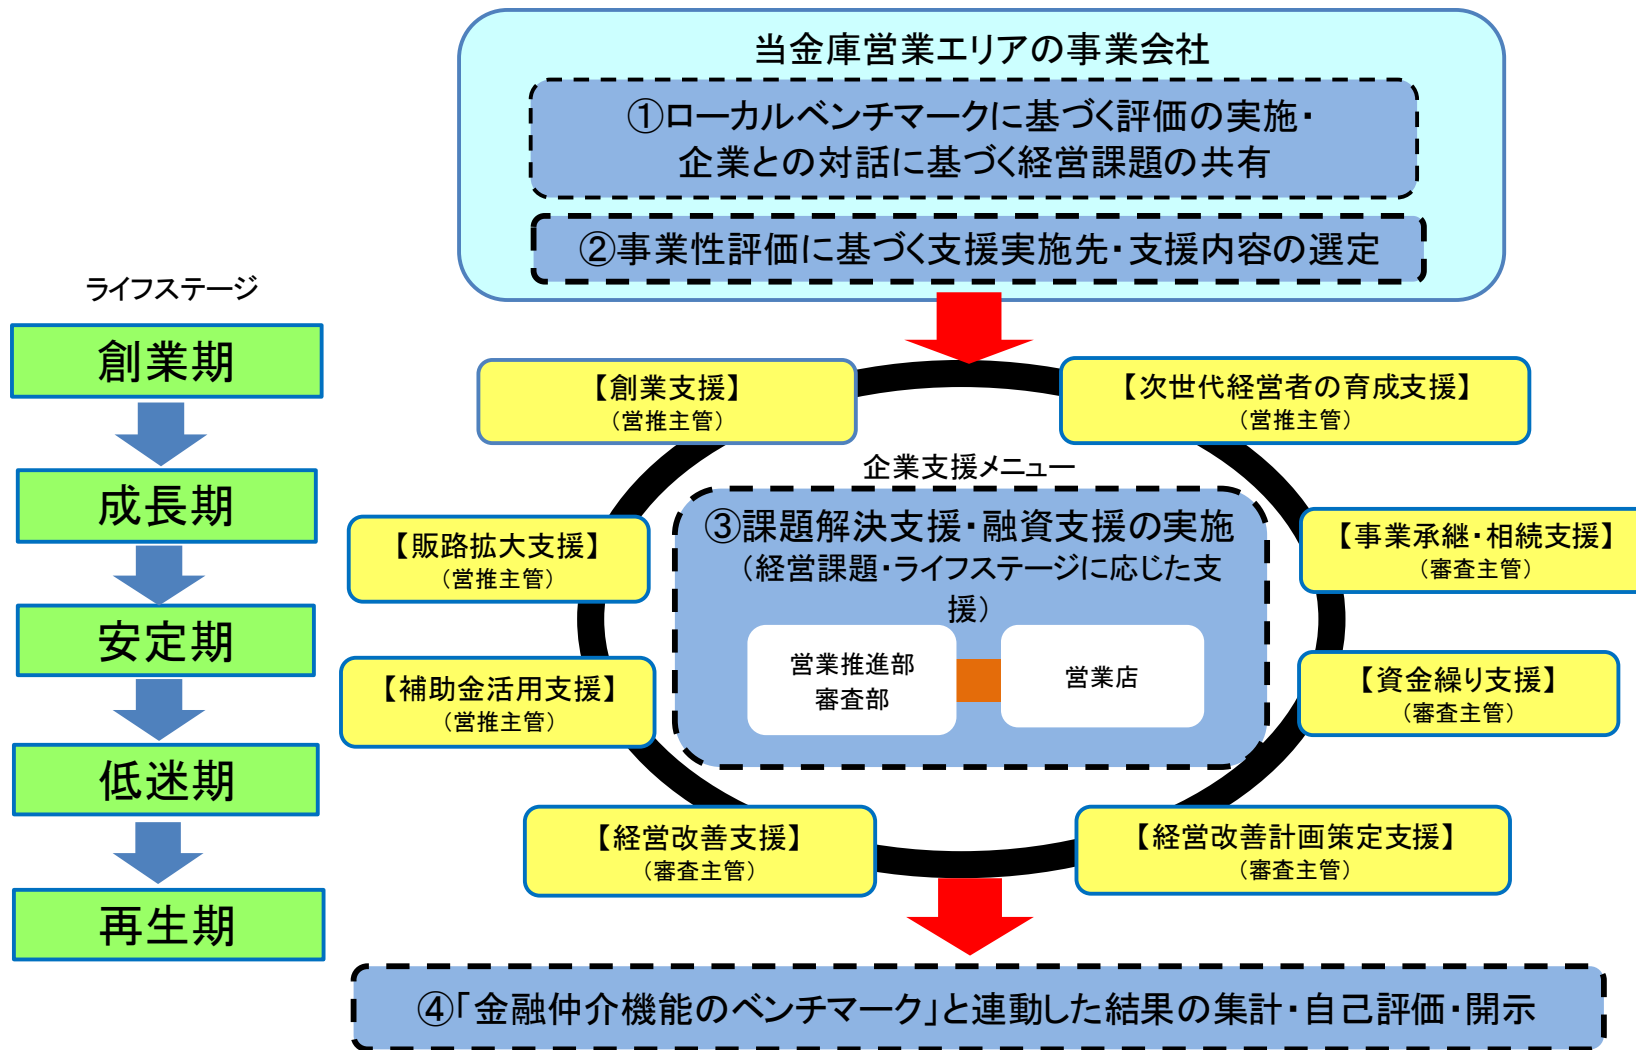 当金庫営業エリアの事業会社
①ローカルベンチマークに基づく評価の実施・
企業との対話に基づく経営課題の共有
②事業性評価に基づく支援実施先・支援内容の選定
ライフステージ
創業期
成長期
安定期
低迷期
再生期
【創業支援】
（営推主管）
【次世代経営者の育成支援】
（営推主管）
企業支援メニュー
【販路拡大支援】
（営推主管）
③課題解決支援・融資支援の実施
（経営課題・ライフステージに応じた支
援）
【事業承継・相続支援】
（審査主管）
【補助金活用支援】
（営推主管）
営業推進部
審査部
営業店
【資金繰り支援】
（審査主管）
【経営改善支援】
（審査主管）
【経営改善計画策定支援】
（審査主管）
④「金融仲介機能のベンチマーク」と連動した結果の集計・自己評価・開示